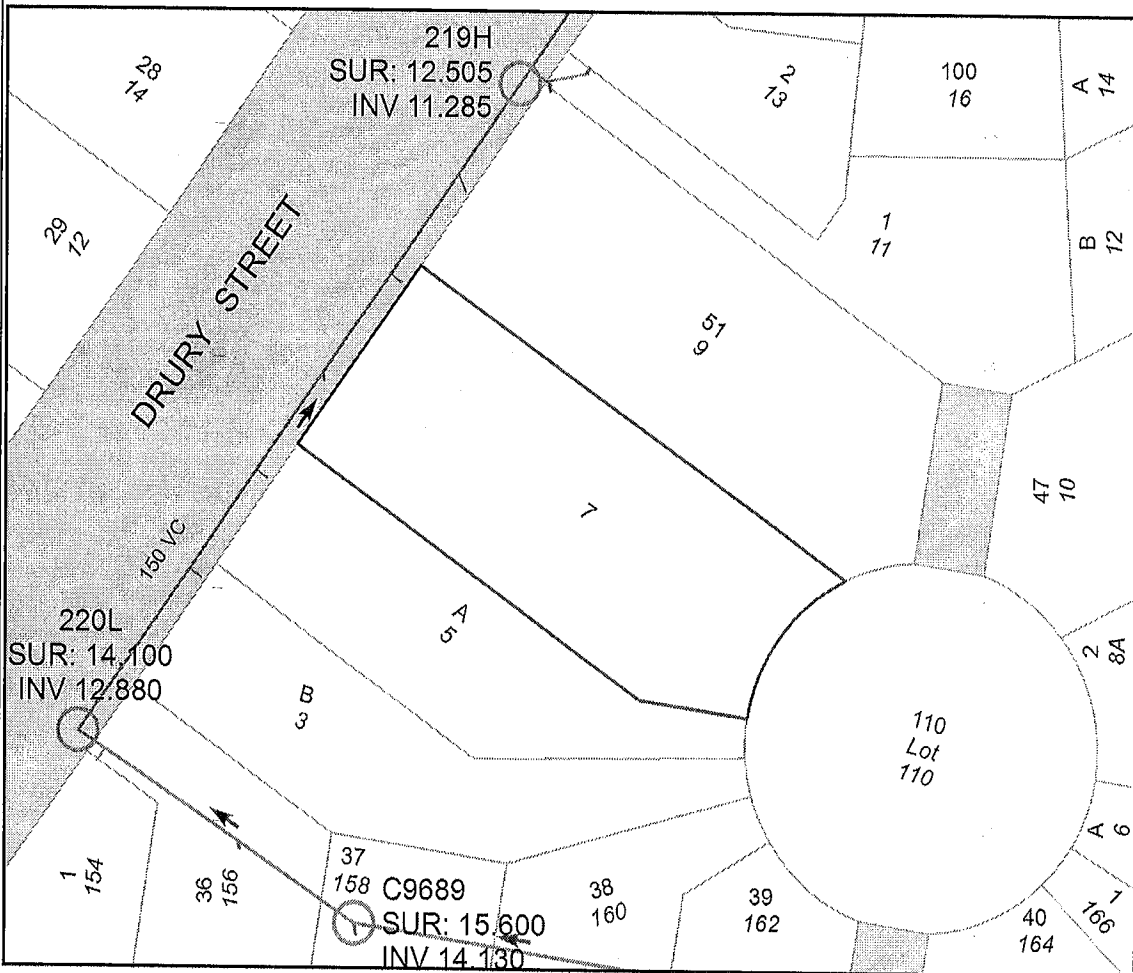 219H
SUR: 12.505
INV 11.285
28
14
2
13
100
16
A
14
29
12
DRURY STREET
1
11
B
12
51
9
47
10
7
150 VC
A
5
220L
SUR: 14.100
INV 12.880
B
3
2
8A
110
Lot
110
A
6
1
154
36
156
37
158
C9689
SUR: 15.600
INV 14.130
38
160
39
162
40
164
1
166